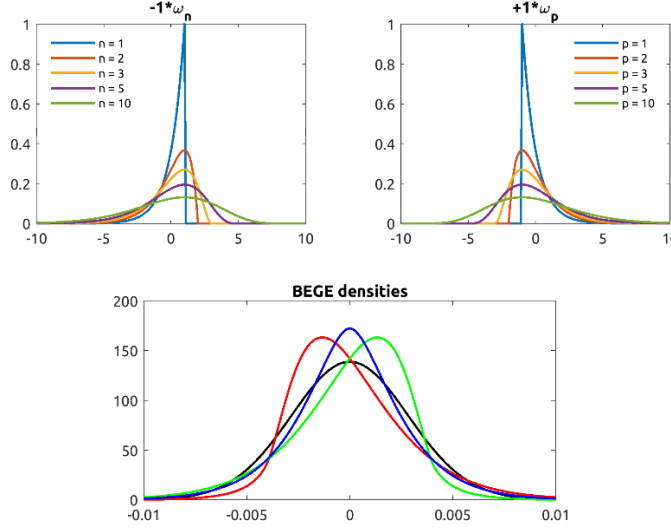 -1*ωn
1
0.8
0.6
0.4
0.2
0
n = 1
n = 2
n = 3
n = 5
n = 10
-10 -5 0 5 10
+1*ωp
1
0.8
0.6
0.4
0.2
0
p = 1
p = 2
p = 3
p = 5
p = 10
-10 -5 0 5 10
BEGE densities
200
150
100
50
0
-0.01 -0.005 0 0.005 0.01